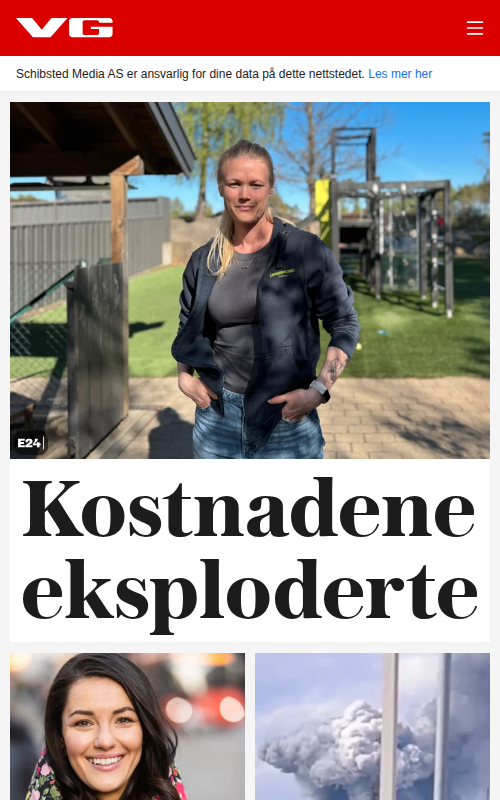 VG
Schibsted Media AS er ansvarlig for dine data på dette nettstedet. Les mer her
E24
Kostnadene
eksploderte